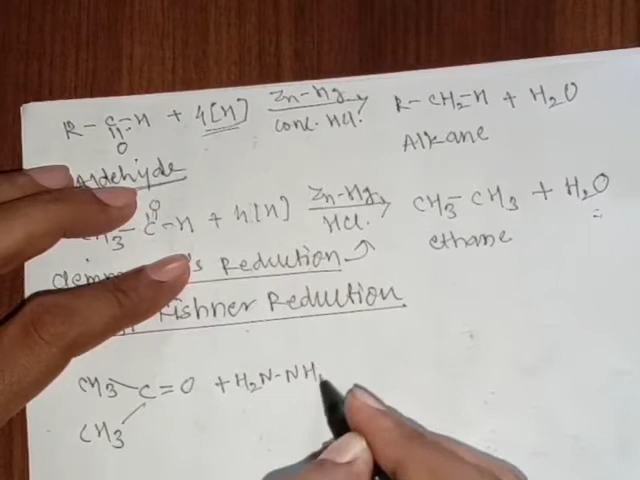 R-C-H + 4[H] Zn-Hg conc. HCl. R-CH2-H + H2O
O
Alkane
Aldehyde
O
CH3-C-H + 4[H] Zn-Hg HCl. CH3-CH3 + H2O
ethane
Reduction
Fishner Reduction
CH3 C=O + H2N-NH
CH3